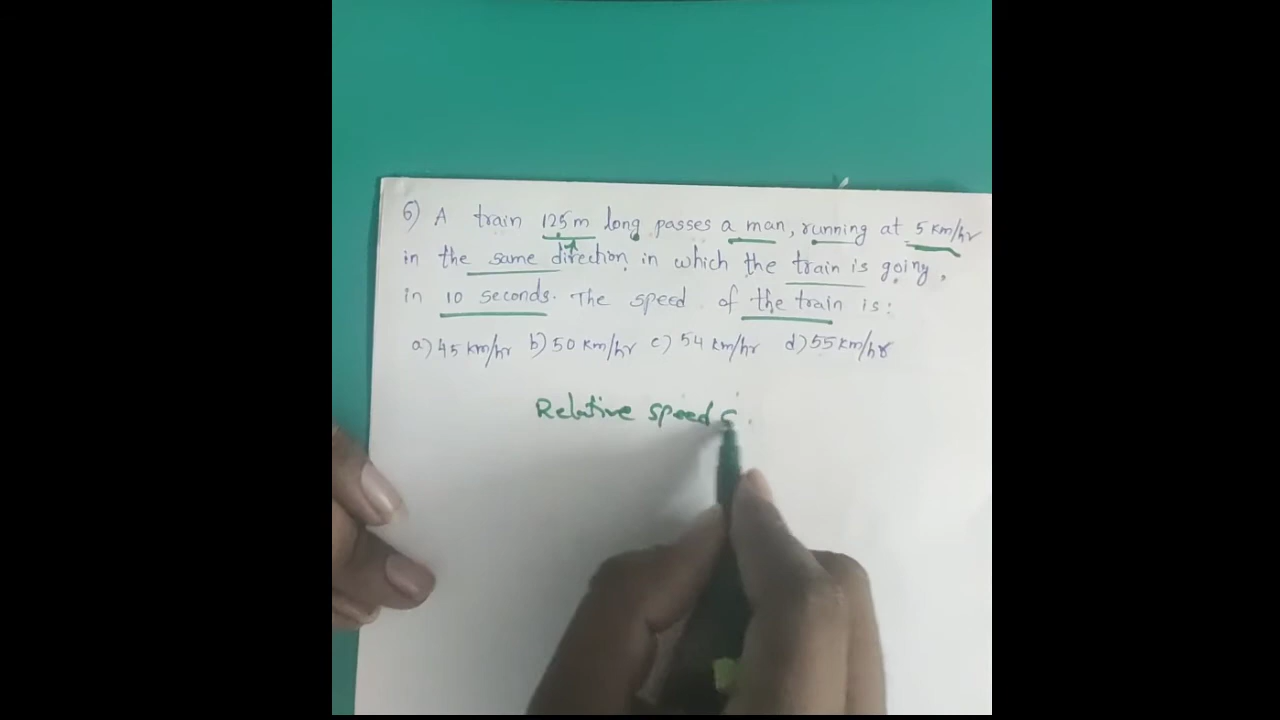 6) A train 125m long passes a man, running at 5 km/hr
in the same direction in which the train is going,
in 10 seconds. The speed of the train is:
a) 45 km/hr b) 50 km/hr c) 54 km/hr d) 55 km/hr
Relative speed